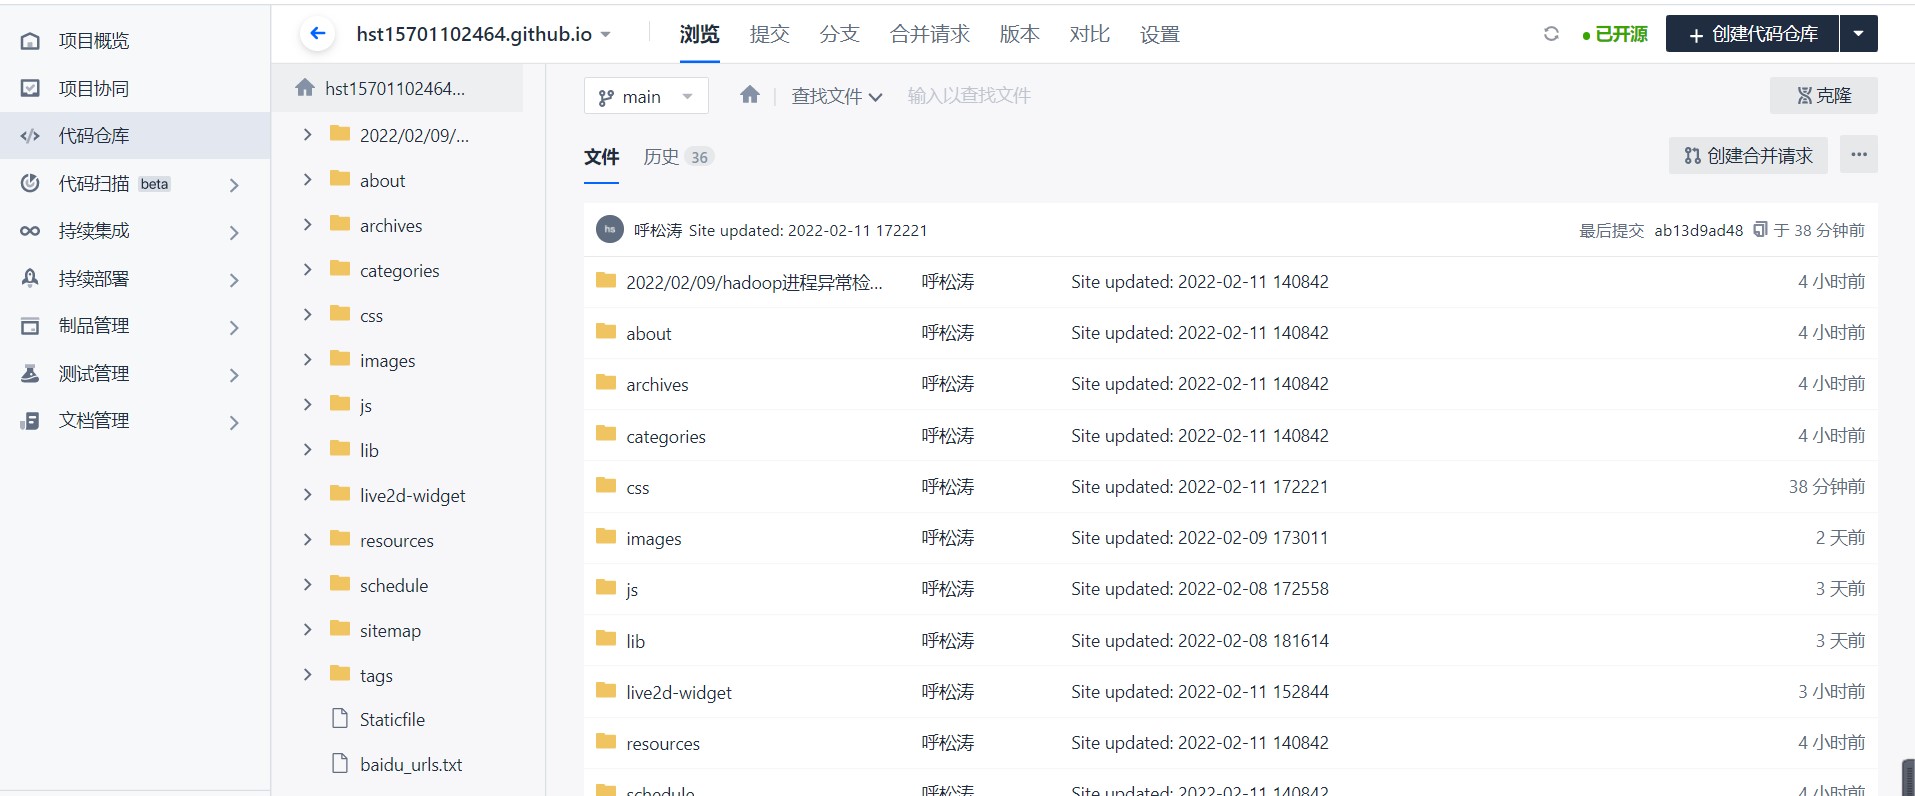 项目概览
项目协同
代码仓库
代码扫描 beta
持续集成
持续部署
制品管理
测试管理
文档管理
hst15701102464.github.io
浏览 提交 分支 合并请求 版本 对比 设置
已开源
+ 创建代码仓库
hst15701102464...
2022/02/09/...
about
archives
categories
css
images
js
lib
live2d-widget
resources
schedule
sitemap
tags
Staticfile
baidu_urls.txt
main
查找文件
输入以查找文件
克隆
文件 历史 36
创建合并请求 ...
hs 呼松涛 Site updated: 2022-02-11 172221 最后提交 ab13d9ad48 于 38 分钟前
2022/02/09/hadoop进程异常检... 呼松涛 Site updated: 2022-02-11 140842 4 小时前
about 呼松涛 Site updated: 2022-02-11 140842 4 小时前
archives 呼松涛 Site updated: 2022-02-11 140842 4 小时前
categories 呼松涛 Site updated: 2022-02-11 140842 4 小时前
css 呼松涛 Site updated: 2022-02-11 172221 38 分钟前
images 呼松涛 Site updated: 2022-02-09 173011 2 天前
js 呼松涛 Site updated: 2022-02-08 172558 3 天前
lib 呼松涛 Site updated: 2022-02-08 181614 3 天前
live2d-widget 呼松涛 Site updated: 2022-02-11 152844 3 小时前
resources 呼松涛 Site updated: 2022-02-11 140842 4 小时前
schedule 呼松涛 Site updated: 2022-02-11 140842 4 小时前